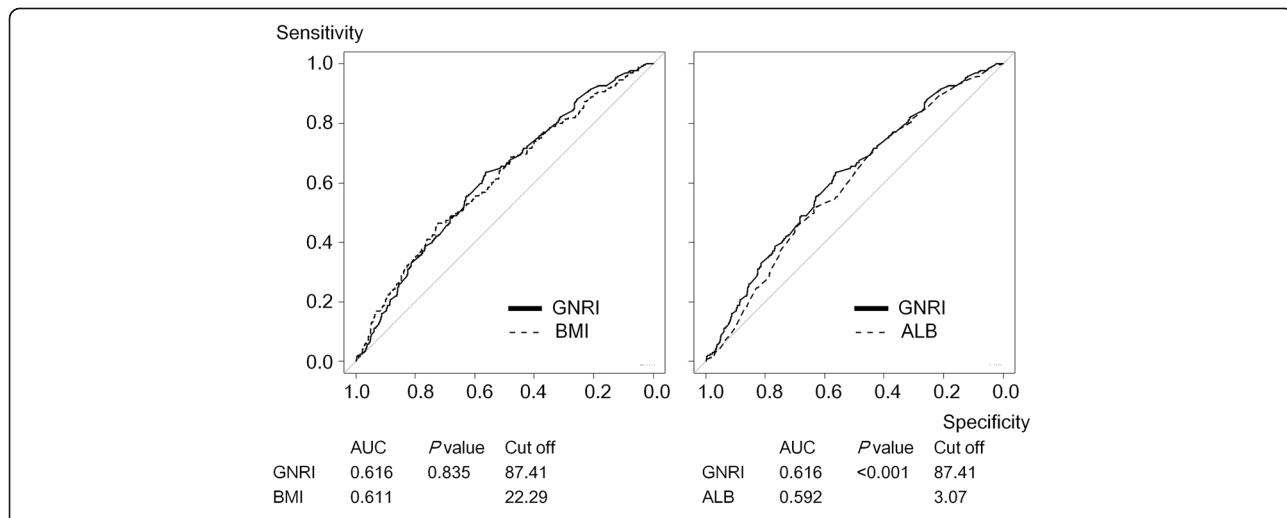 Sensitivity
1.0
0.8
0.6
0.4
0.2
0.0
GNRI
BMI
1.0 0.8 0.6 0.4 0.2 0.0
GNRI
ALB
1.0 0.8 0.6 0.4 0.2 0.0
Specificity
AUC P value Cut off
GNRI 0.616 0.835 87.41
BMI 0.611 22.29
AUC P value Cut off
GNRI 0.616 <0.001 87.41
ALB 0.592 3.07